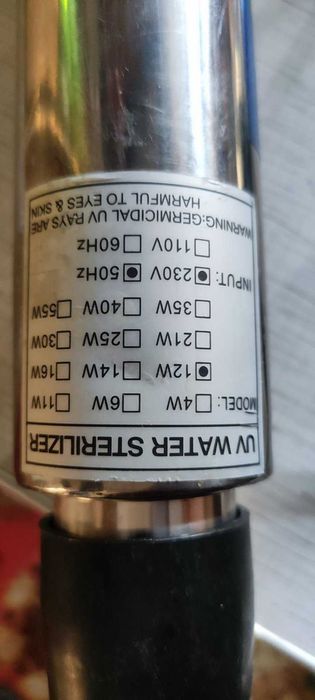 UV WATER STERILIZER
MODEL: □4W □6W □11W
▣12W □14W □16W
□21W □25W □30W
□35W □40W □55W
INPUT: ▣230V ▣50Hz
□110V □60Hz
WARNING:GERMICIDAL UV RAYS ARE
HARMFUL TO EYES & SKIN